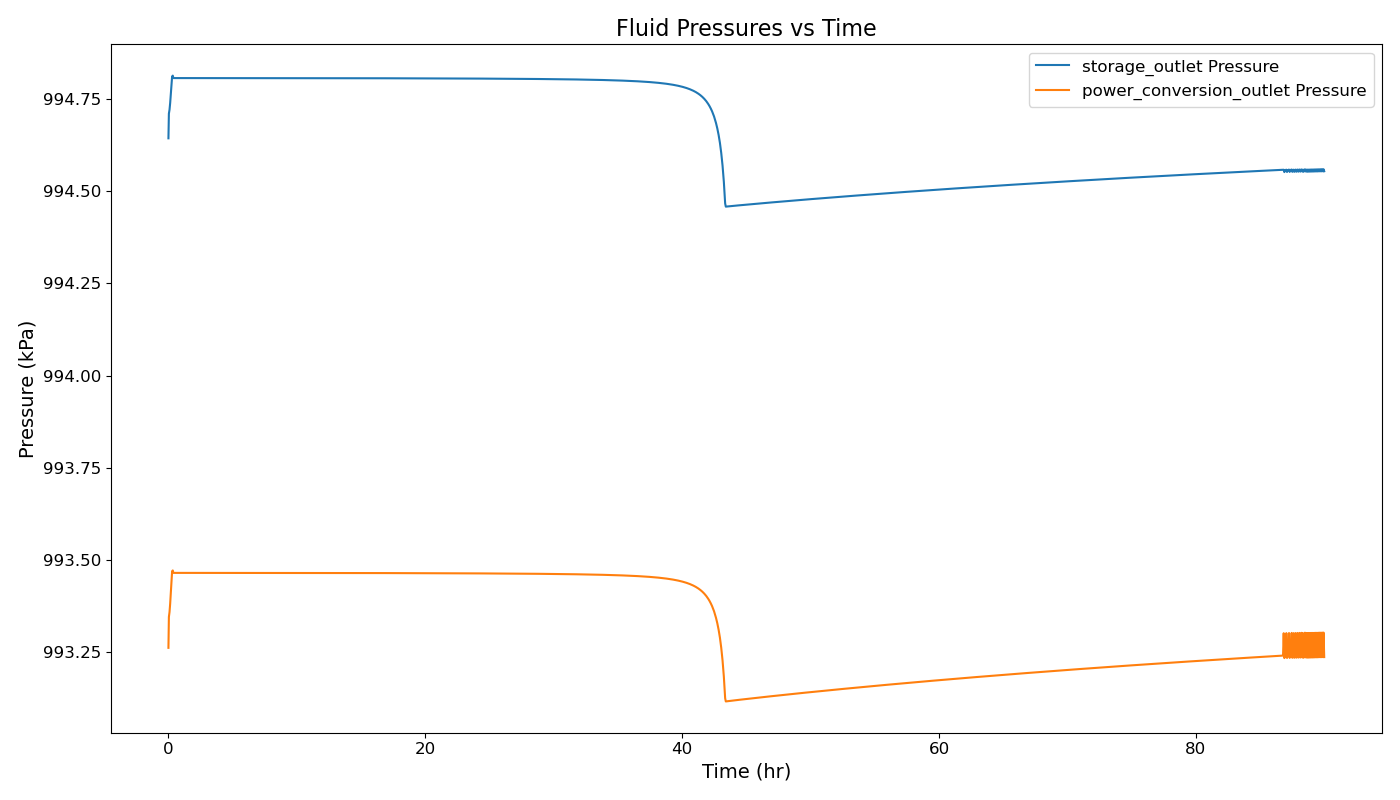 Fluid Pressures vs Time
storage_outlet Pressure
power_conversion_outlet Pressure
Pressure (kPa)
994.75
994.50
994.25
994.00
993.75
993.50
993.25
0 20 40 60 80
Time (hr)